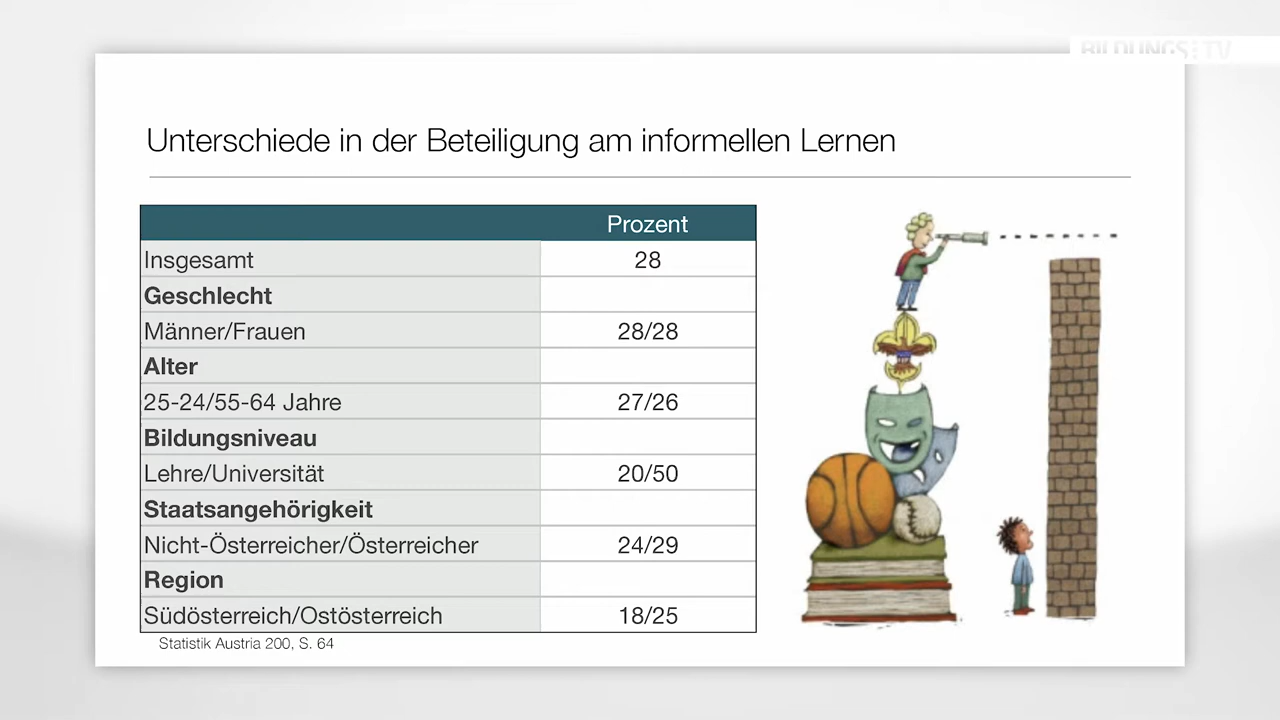 BILDUNGS TV
Unterschiede in der Beteiligung am informellen Lernen
Prozent
Insgesamt 28
Geschlecht
Männer/Frauen 28/28
Alter
25-24/55-64 Jahre 27/26
Bildungsniveau
Lehre/Universität 20/50
Staatsangehörigkeit
Nicht-Österreicher/Österreicher 24/29
Region
Südösterreich/Ostösterreich 18/25
Statistik Austria 200, S. 64